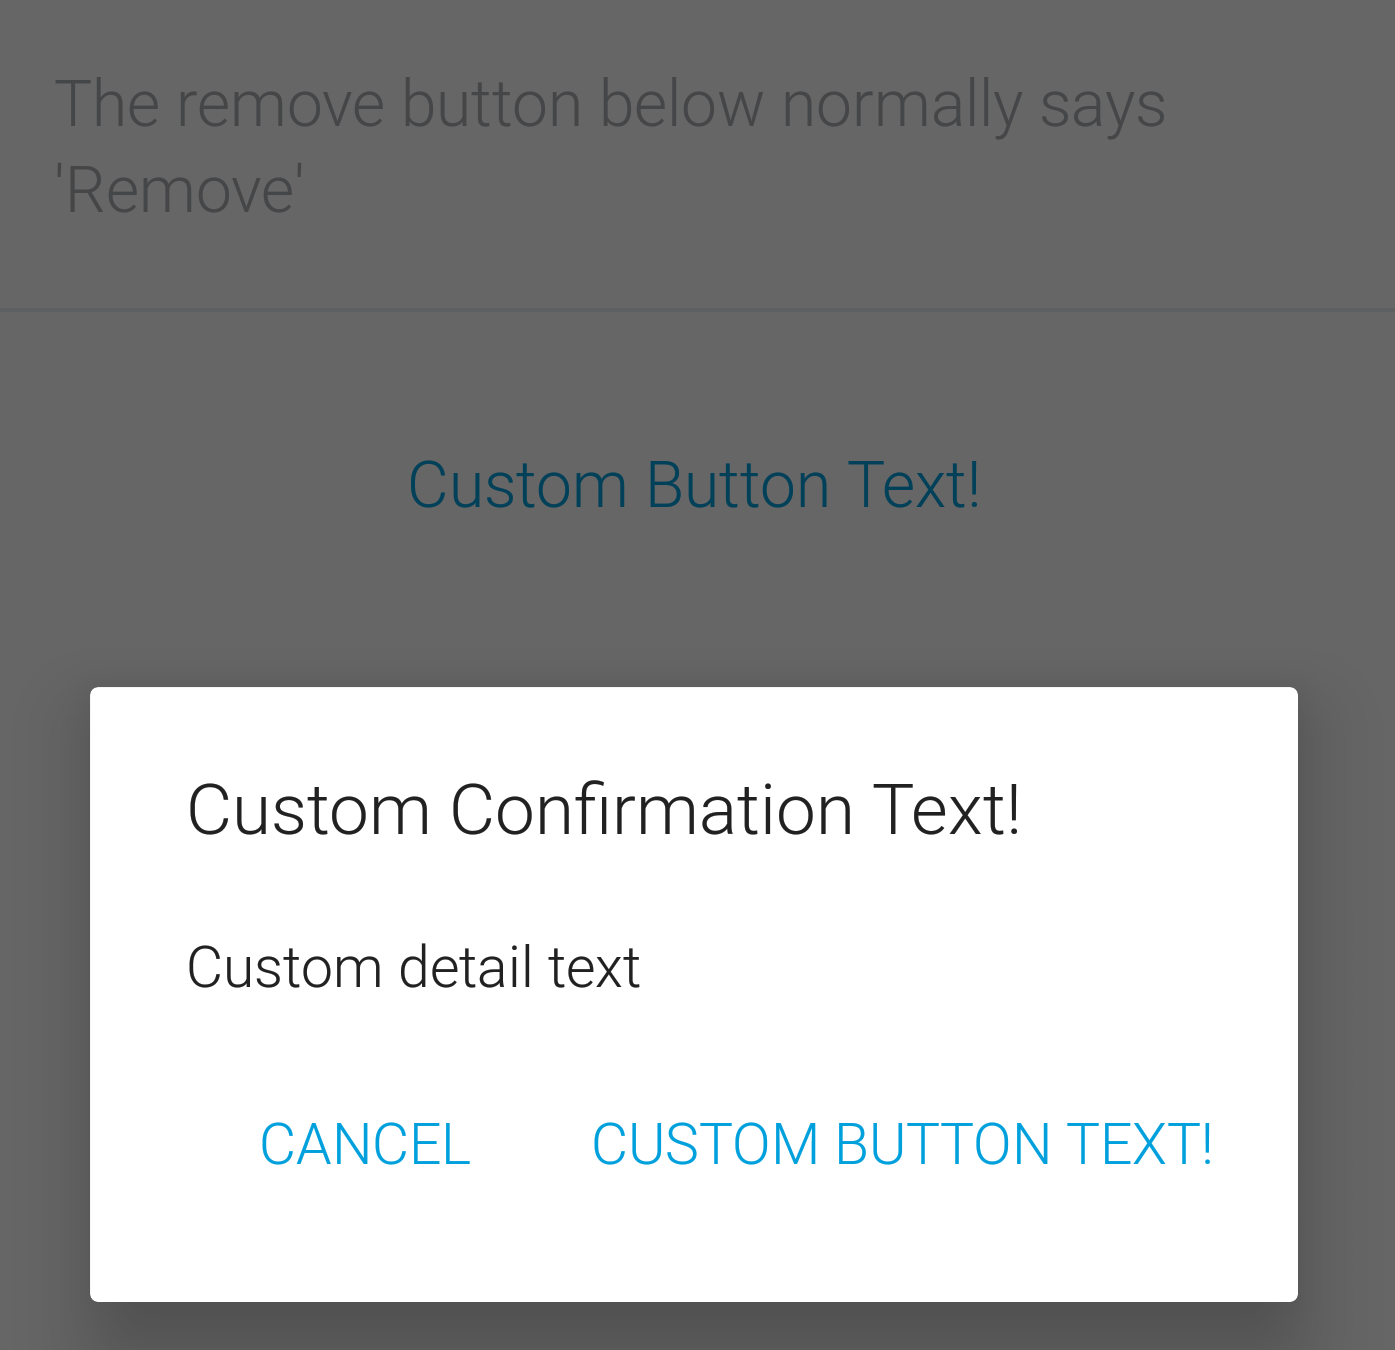 The remove button below normally says
'Remove'
Custom Button Text!
Custom Confirmation Text!
Custom detail text
CANCEL CUSTOM BUTTON TEXT!